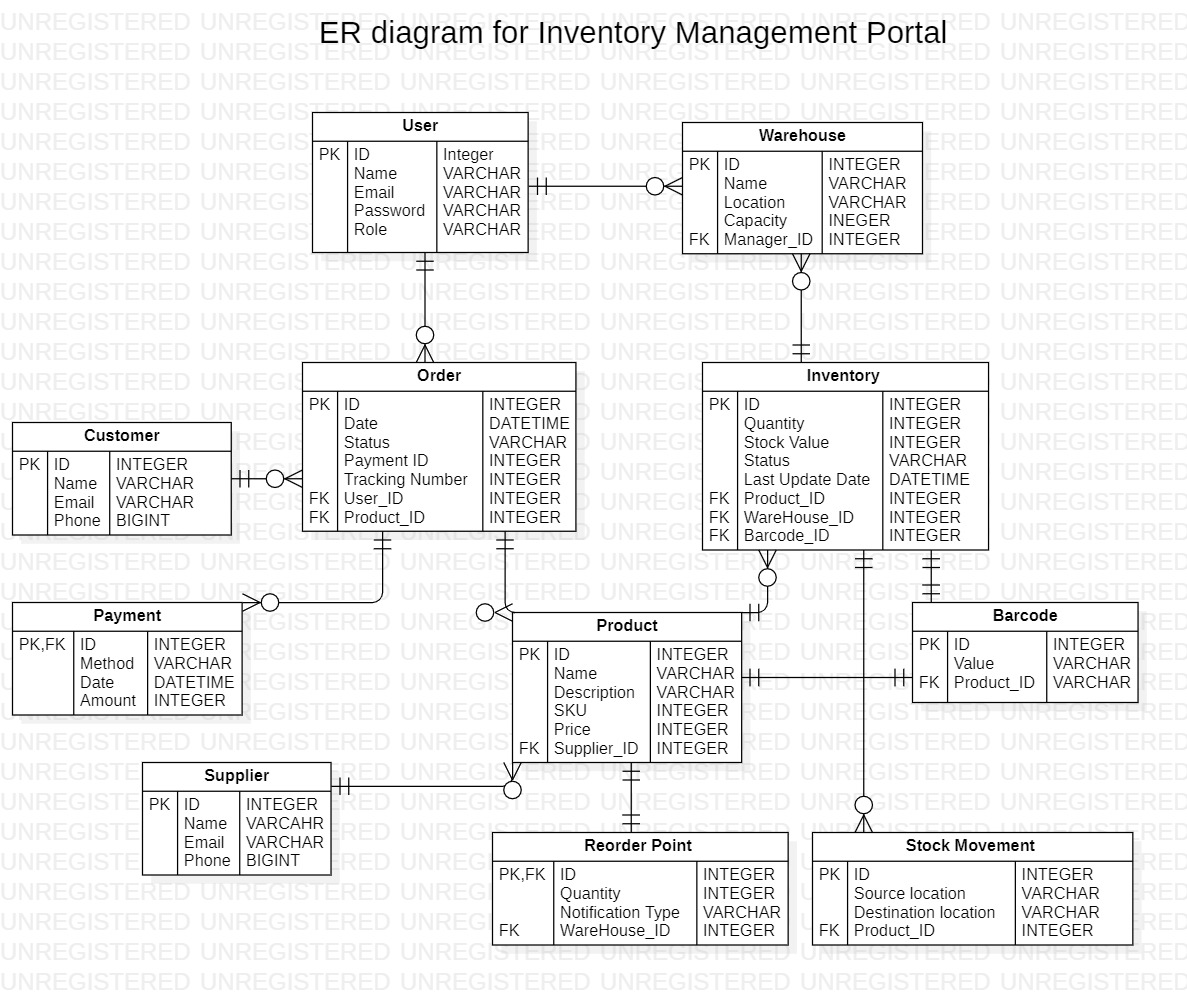 ER diagram for Inventory Management Portal
User
PK ID Integer
Name VARCHAR
Email VARCHAR
Password VARCHAR
Role VARCHAR
Warehouse
PK ID INTEGER
Name VARCHAR
Location VARCHAR
Capacity INEGER
FK Manager_ID INTEGER
Order
PK ID INTEGER
Date DATETIME
Status VARCHAR
Payment ID INTEGER
Tracking Number INTEGER
FK User_ID INTEGER
FK Product_ID INTEGER
Inventory
PK ID INTEGER
Quantity INTEGER
Stock Value INTEGER
Status VARCHAR
Last Update Date DATETIME
FK Product_ID INTEGER
FK WareHouse_ID INTEGER
FK Barcode_ID INTEGER
Customer
PK ID INTEGER
Name VARCHAR
Email VARCHAR
Phone BIGINT
Payment
PK,FK ID INTEGER
Method VARCHAR
Date DATETIME
Amount INTEGER
Product
PK ID INTEGER
Name VARCHAR
Description VARCHAR
SKU INTEGER
Price INTEGER
FK Supplier_ID INTEGER
Barcode
PK ID INTEGER
Value VARCHAR
FK Product_ID VARCHAR
Supplier
PK ID INTEGER
Name VARCAHR
Email VARCHAR
Phone BIGINT
Reorder Point
PK,FK ID INTEGER
Quantity INTEGER
Notification Type VARCHAR
FK WareHouse_ID INTEGER
Stock Movement
PK ID INTEGER
Source location VARCHAR
Destination location VARCHAR
FK Product_ID INTEGER
UNREGISTERED